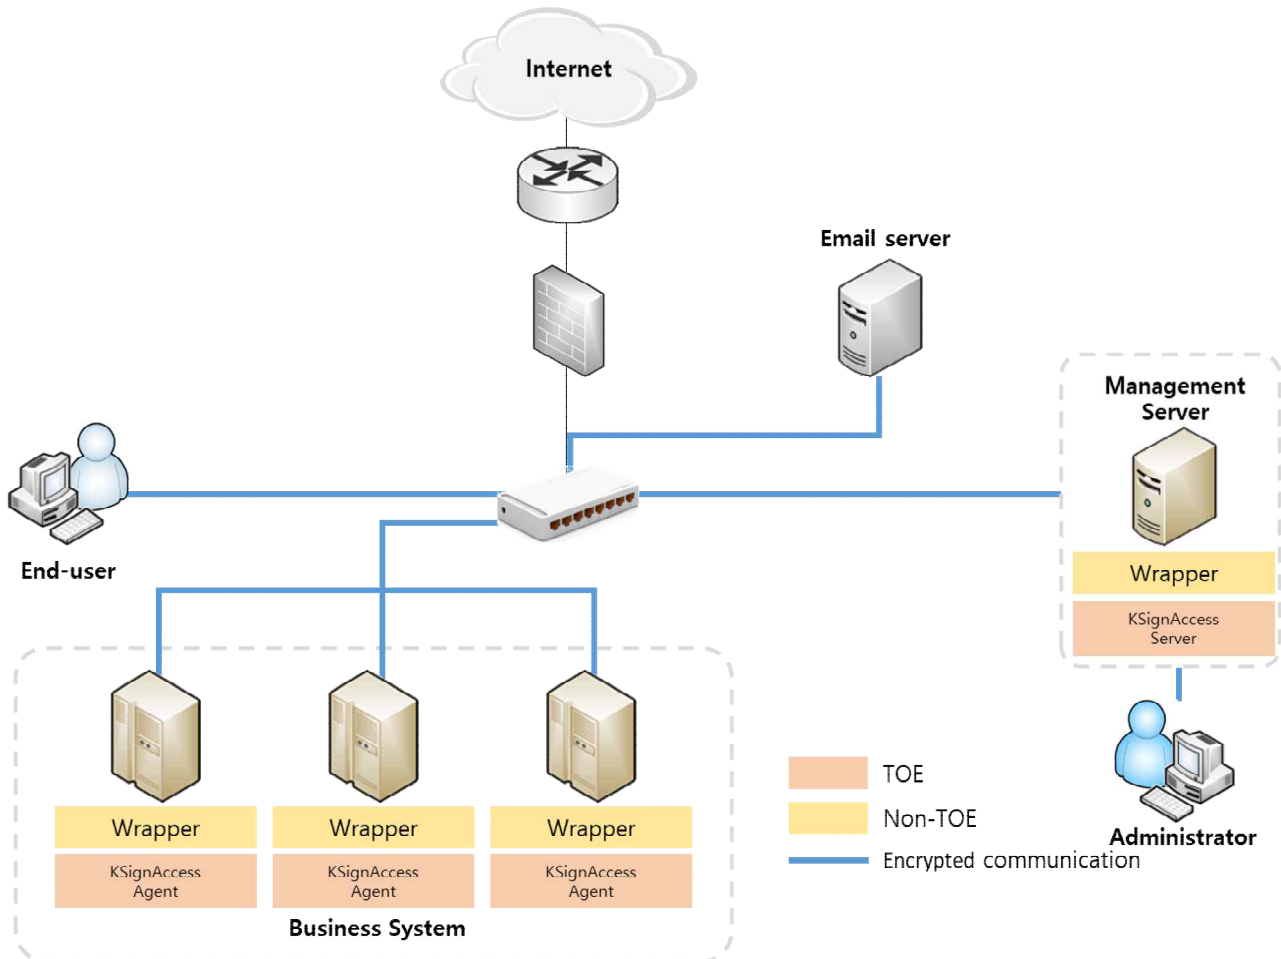 Internet
Email server
Management
Server
Wrapper
KSignAccess
Server
End-user
Administrator
Wrapper
Wrapper
Wrapper
KSignAccess
Agent
KSignAccess
Agent
KSignAccess
Agent
Business System
TOE
Non-TOE
Encrypted communication